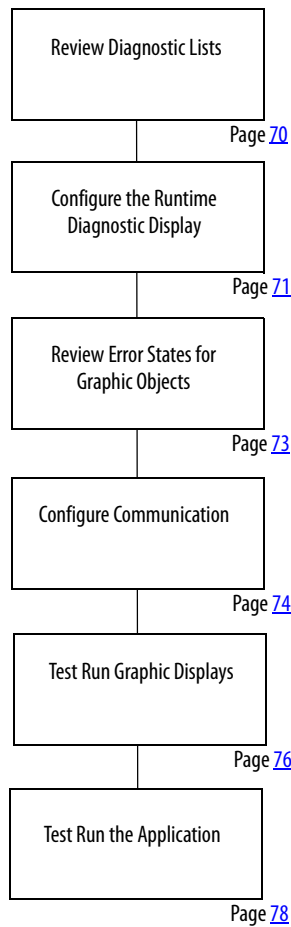 Review Diagnostic Lists
Page 70
Configure the Runtime
Diagnostic Display
Page 71
Review Error States for
Graphic Objects
Page 73
Configure Communication
Page 74
Test Run Graphic Displays
Page 76
Test Run the Application
Page 78